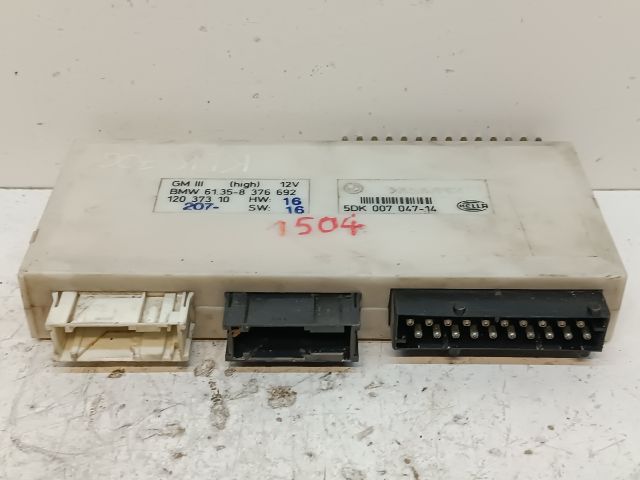 GM III (high) 12V
BMW 61.35-8 376 692
120 373 10 HW: 16
207- SW: 16
5DK 007 047-14 HELLA
1504